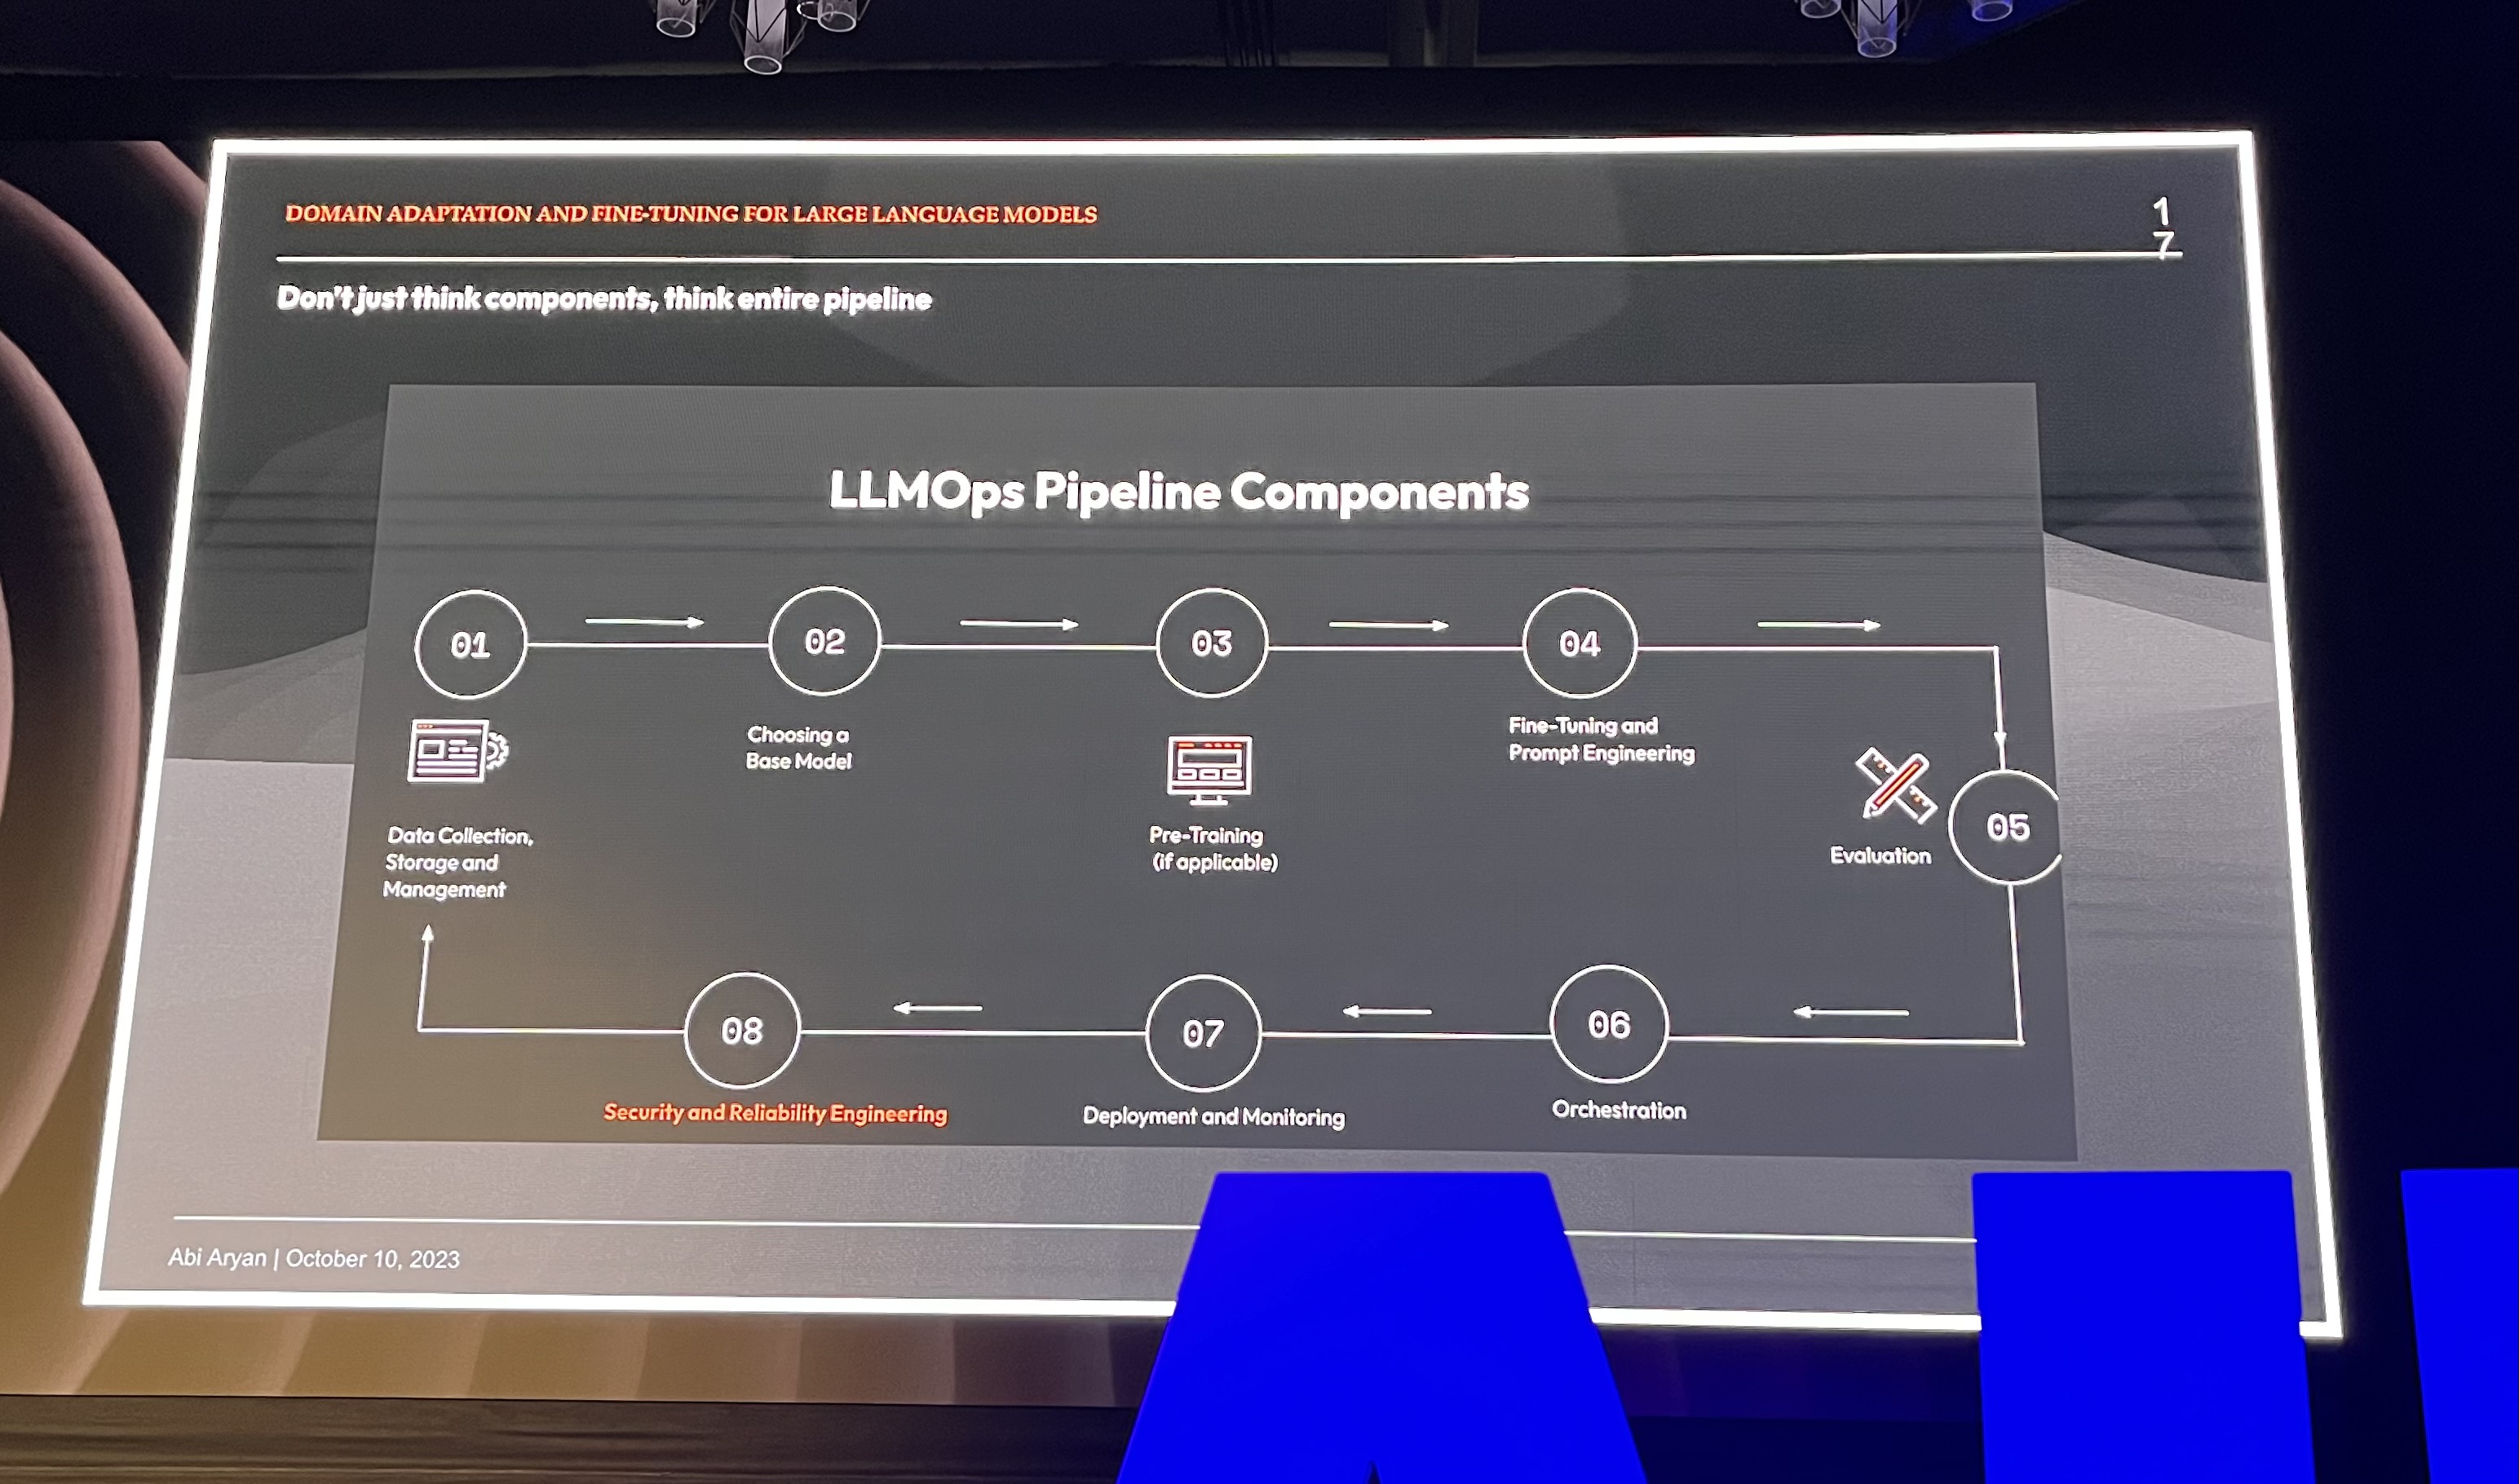 DOMAIN ADAPTATION AND FINE-TUNING FOR LARGE LANGUAGE MODELS
1
7
Don't just think components, think entire pipeline
LLMOps Pipeline Components
01
02
03
04
Choosing a
Base Model
Fine-Tuning and
Prompt Engineering
Data Collection,
Storage and
Management
Pre-Training
(if applicable)
05
Evaluation
08
07
06
Security and Reliability Engineering
Deployment and Monitoring
Orchestration
Abi Aryan | October 10, 2023